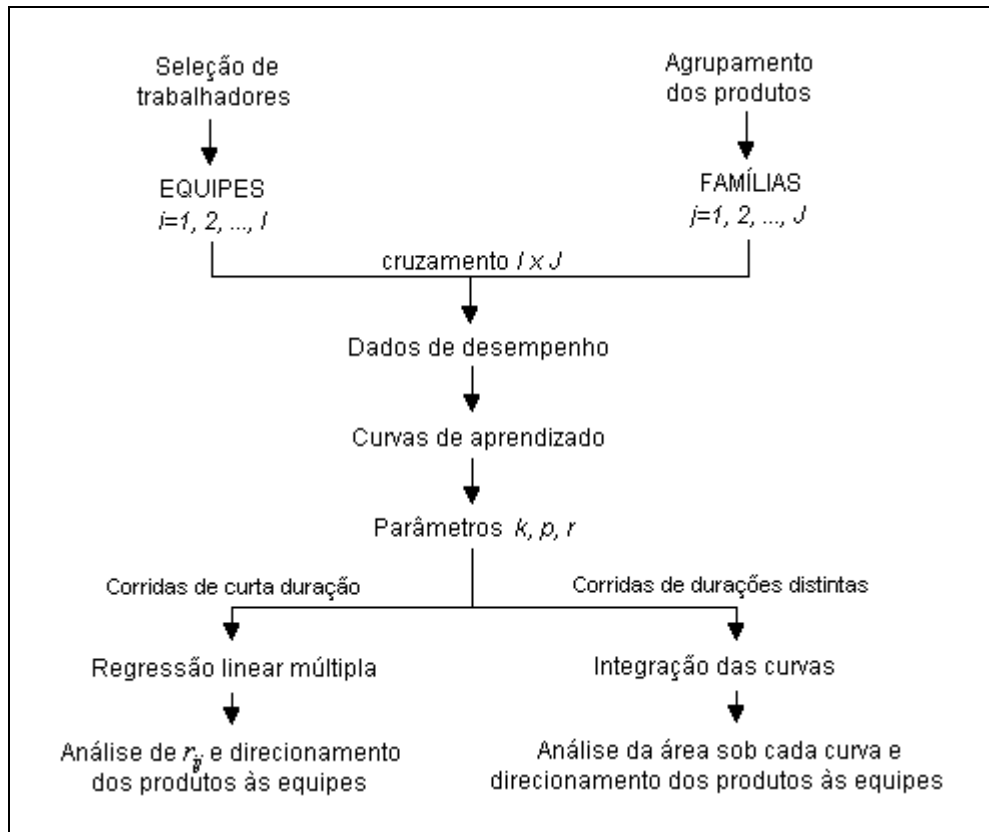 Seleção de
trabalhadores
Agrupamento
dos produtos
EQUIPES
i=1, 2, ..., I
FAMÍLIAS
j=1, 2, ..., J
cruzamento I x J
Dados de desempenho
Curvas de aprendizado
Parâmetros k, p, r
Corridas de curta duração
Corridas de durações distintas
Regressão linear múltipla
Integração das curvas
Análise de r e direcionamento
dos produtos às equipes
Análise da área sob cada curva e
direcionamento dos produtos às equipes